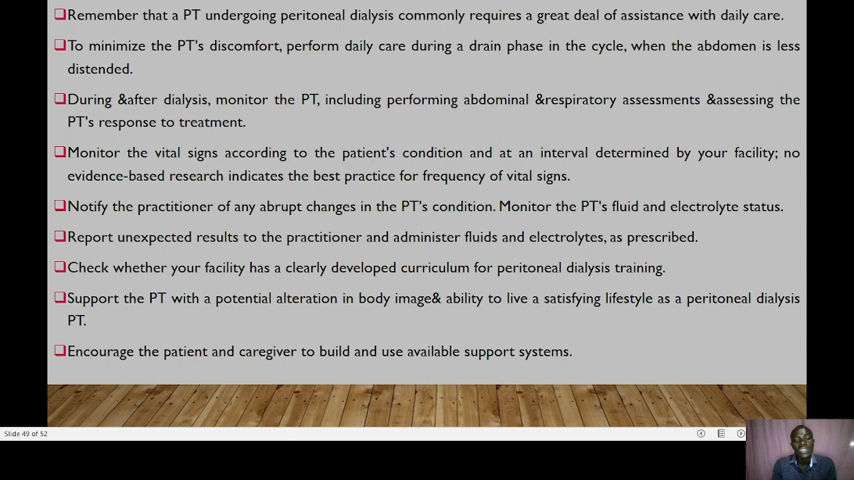 Remember that a PT undergoing peritoneal dialysis commonly requires a great deal of assistance with daily care.
To minimize the PT's discomfort, perform daily care during a drain phase in the cycle, when the abdomen is less
distended.
During &after dialysis, monitor the PT, including performing abdominal &respiratory assessments &assessing the
PT's response to treatment.
Monitor the vital signs according to the patient's condition and at an interval determined by your facility; no
evidence-based research indicates the best practice for frequency of vital signs.
Notify the practitioner of any abrupt changes in the PT's condition. Monitor the PT's fluid and electrolyte status.
Report unexpected results to the practitioner and administer fluids and electrolytes, as prescribed.
Check whether your facility has a clearly developed curriculum for peritoneal dialysis training.
Support the PT with a potential alteration in body image& ability to live a satisfying lifestyle as a peritoneal dialysis
PT.
Encourage the patient and caregiver to build and use available support systems.
Slide 49 of 52